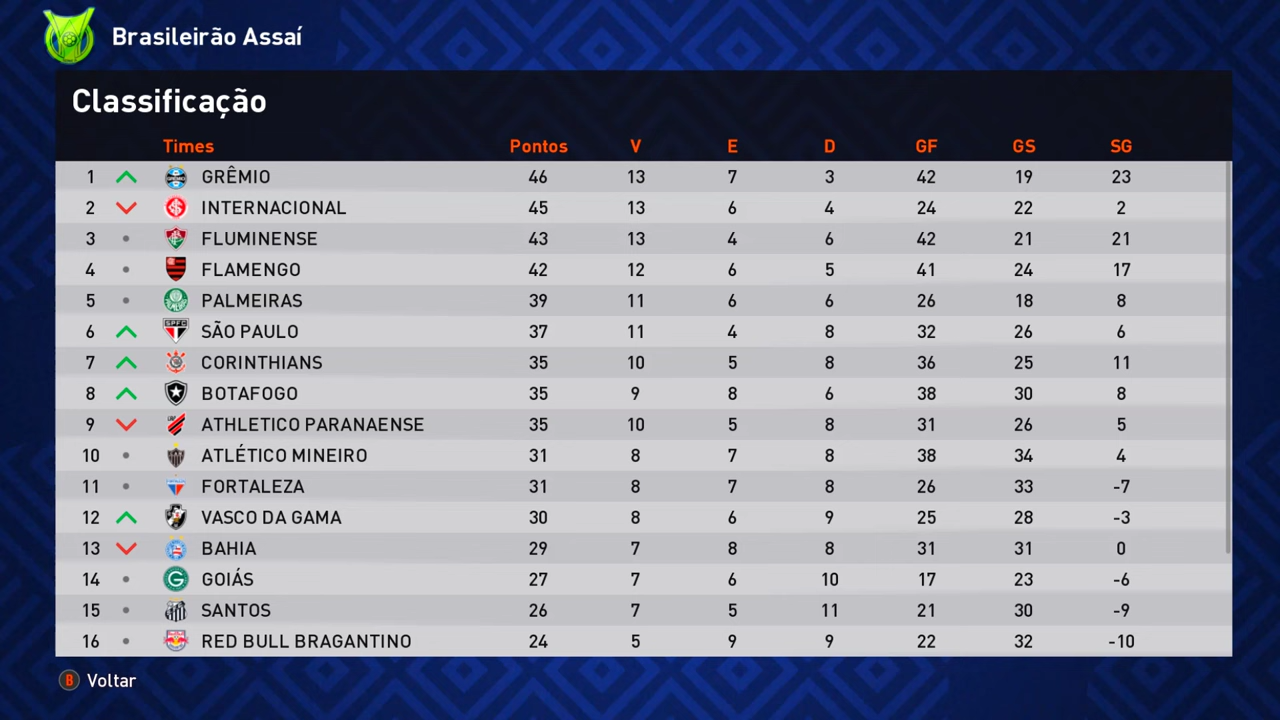 Brasileirão Assaí
Classificação
Times Pontos V E D GF GS SG
1 GRÊMIO 46 13 7 3 42 19 23
2 INTERNACIONAL 45 13 6 4 24 22 2
3 FLUMINENSE 43 13 4 6 42 21 21
4 FLAMENGO 42 12 6 5 41 24 17
5 PALMEIRAS 39 11 6 6 26 18 8
6 SÃO PAULO 37 11 4 8 32 26 6
7 CORINTHIANS 35 10 5 8 36 25 11
8 BOTAFOGO 35 9 8 6 38 30 8
9 ATHLETICO PARANAENSE 35 10 5 8 31 26 5
10 ATLÉTICO MINEIRO 31 8 7 8 38 34 4
11 FORTALEZA 31 8 7 8 26 33 -7
12 VASCO DA GAMA 30 8 6 9 25 28 -3
13 BAHIA 29 7 8 8 31 31 0
14 GOIÁS 27 7 6 10 17 23 -6
15 SANTOS 26 7 5 11 21 30 -9
16 RED BULL BRAGANTINO 24 5 9 9 22 32 -10
B Voltar